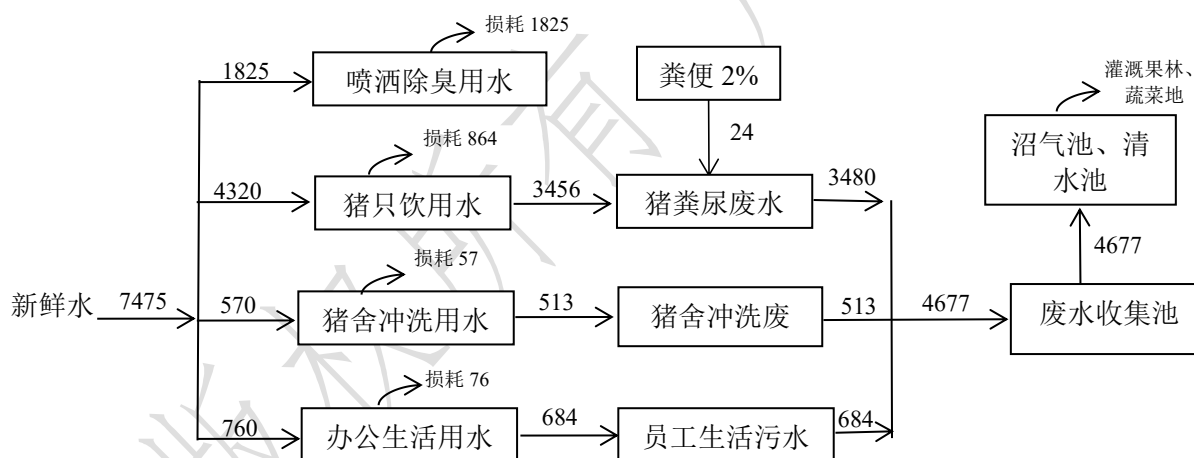 损耗 1825
1825
喷洒除臭用水
粪便 2%
24
灌溉果林、
蔬菜地
沼气池、清
水池
损耗 864
4320
猪只饮用水
3456
猪粪尿废水
3480
4677
新鲜水
7475
损耗 57
570
猪舍冲洗用水
513
猪舍冲洗废
513
4677
废水收集池
损耗 76
760
办公生活用水
684
员工生活污水
684
版权所有